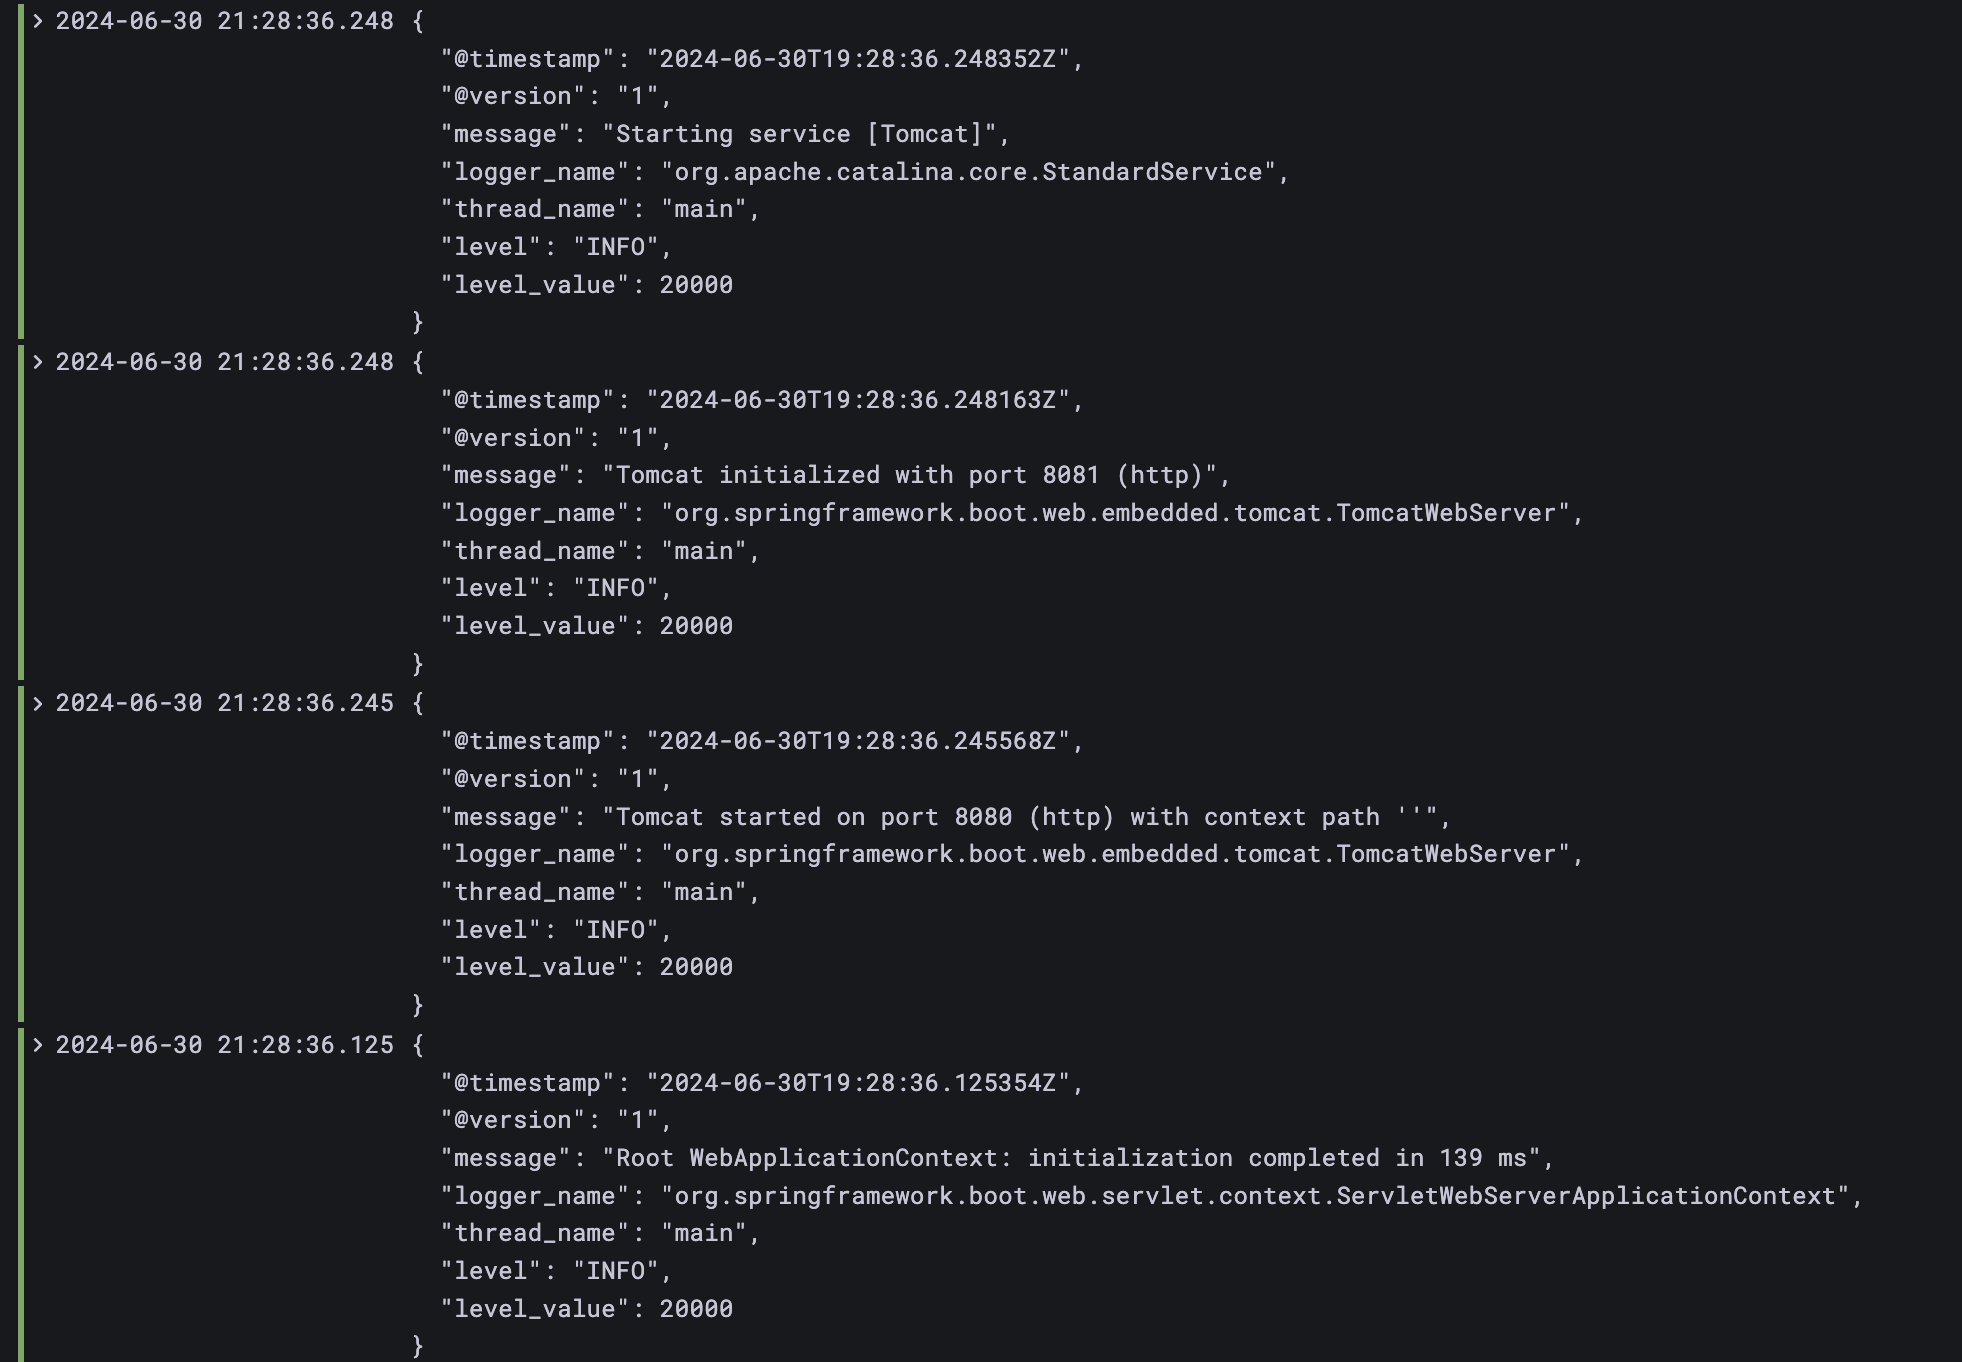 > 2024-06-30 21:28:36.248 {
"@timestamp": "2024-06-30T19:28:36.248352Z",
"@version": "1",
"message": "Starting service [Tomcat]",
"logger_name": "org.apache.catalina.core.StandardService",
"thread_name": "main",
"level": "INFO",
"level_value": 20000
}
> 2024-06-30 21:28:36.248 {
"@timestamp": "2024-06-30T19:28:36.248163Z",
"@version": "1",
"message": "Tomcat initialized with port 8081 (http)",
"logger_name": "org.springframework.boot.web.embedded.tomcat.TomcatWebServer",
"thread_name": "main",
"level": "INFO",
"level_value": 20000
}
> 2024-06-30 21:28:36.245 {
"@timestamp": "2024-06-30T19:28:36.245568Z",
"@version": "1",
"message": "Tomcat started on port 8080 (http) with context path ''",
"logger_name": "org.springframework.boot.web.embedded.tomcat.TomcatWebServer",
"thread_name": "main",
"level": "INFO",
"level_value": 20000
}
> 2024-06-30 21:28:36.125 {
"@timestamp": "2024-06-30T19:28:36.125354Z",
"@version": "1",
"message": "Root WebApplicationContext: initialization completed in 139 ms",
"logger_name": "org.springframework.boot.web.servlet.context.ServletWebServerApplicationContext",
"thread_name": "main",
"level": "INFO",
"level_value": 20000
}